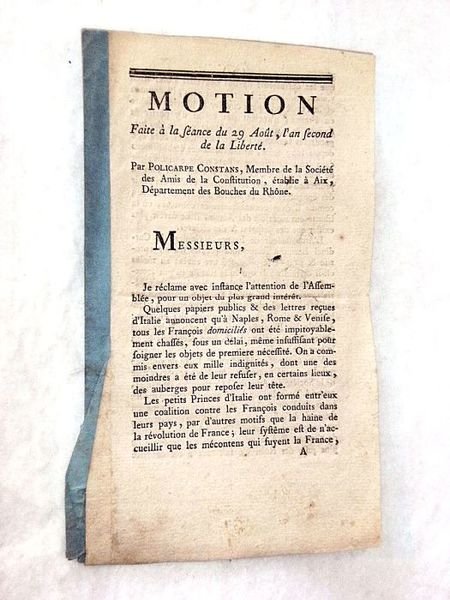 MOTION
Faite à la ſéance du 29 Août, l'an ſecond
de la Liberté.
Par POLICARPE CONSTANS, Membre de la Société
des Amis de la Conſtitution, établie à Aix,
Département des Bouches du Rhône.
MESSIEURS,
Je réclame avec inſtance l'attention de l'Aſſem-
blée, pour un objet du plus grand intérêt.
Quelques papiers publics & des lettres reçues
d'Italie annoncent qu'à Naples, Rome & Veniſe,
tous les François domiciliés ont été impitoyable-
ment chaſſés, ſous un délai, même inſuffiſant pour
ſoigner les objets de premiere néceſſité. On a com-
mis envers eux mille indignités, dont une des
moindres a été de leur refuſer, en certains lieux,
des auberges pour repoſer leur tête.
Les petits Princes d'Italie ont formé entr'eux
une coalition contre les François conduits dans
leurs pays, par d'autres motifs que la haine de
la révolution de France; leur ſyſtême eſt de n'ac-
cueillir que les mécontens qui fuyent la France,
A